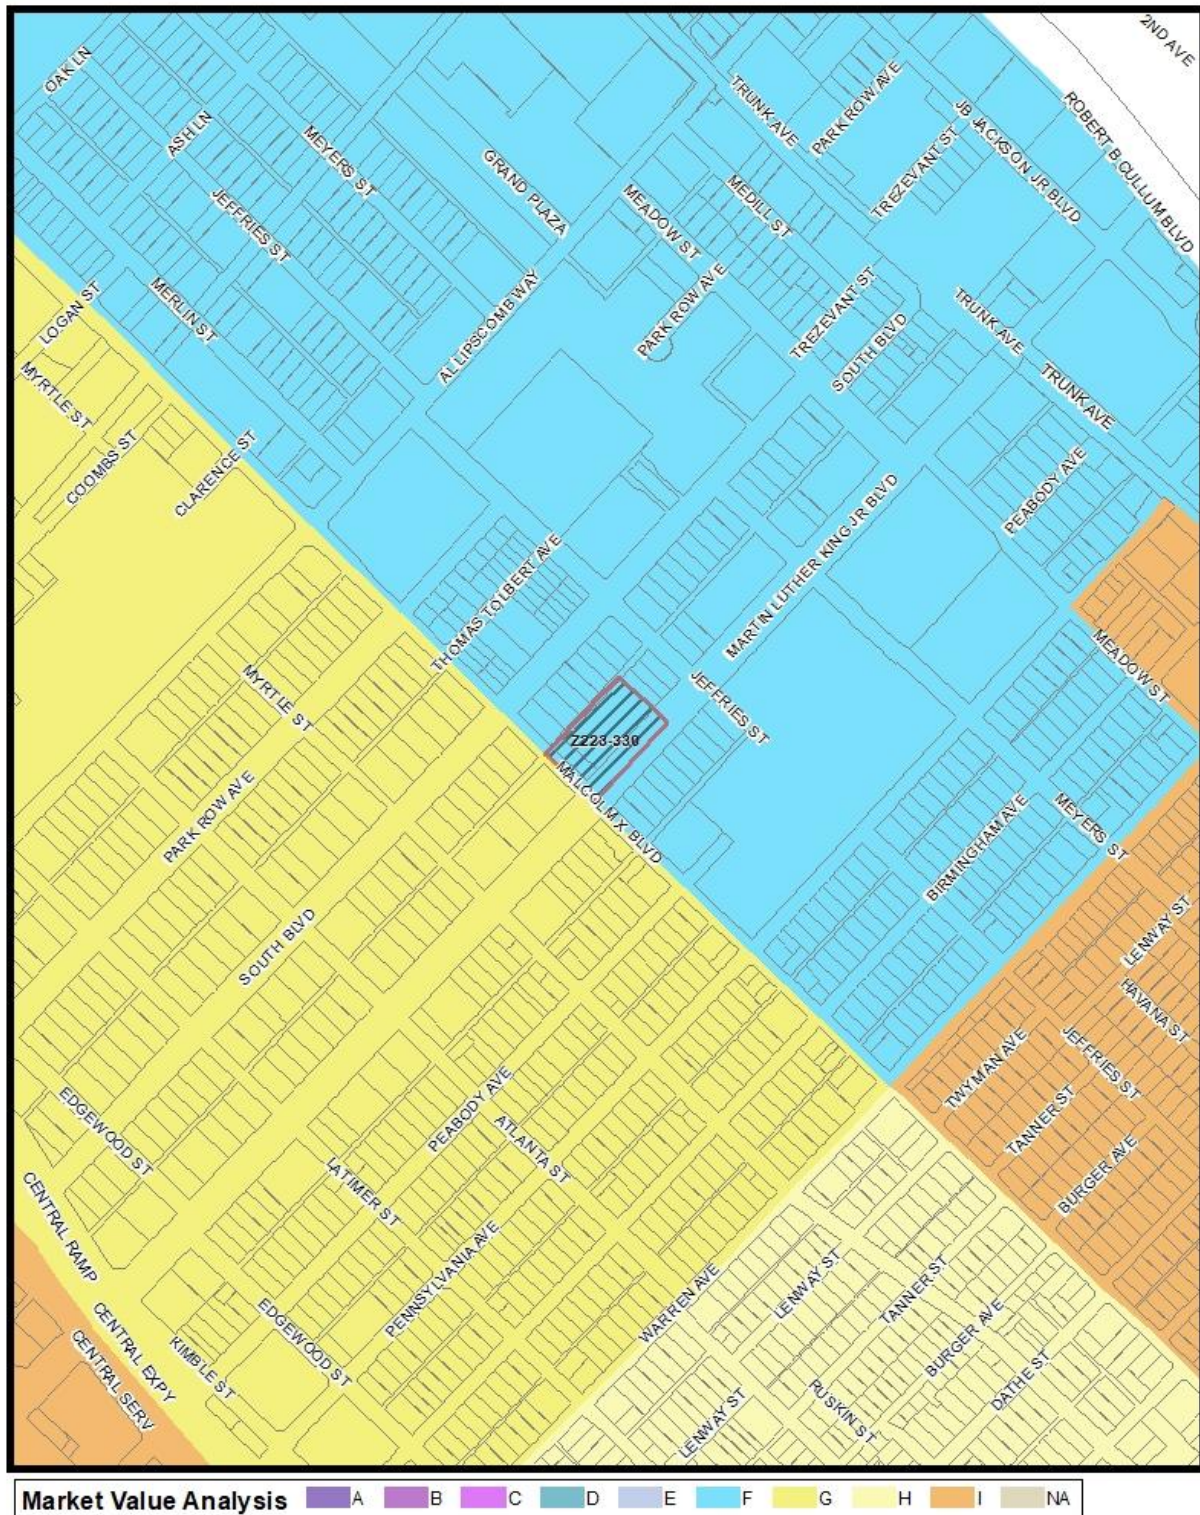 2ND AVE
OAK LN
TRUNK AVE
PARK ROW AVE
ROBERT B CULLUM BLVD
JB JACKSON JR BLVD
ASH LN
MEYERS ST
GRAND PLAZA
TREZEVANT ST
MEADOW ST
MEDILL ST
JEFFRIES ST
LOGAN ST
MERLIN ST
AL LIPSCOMB WAY
PARK ROW AVE
TREZEVANT ST
SOUTH BLVD
TRUNK AVE
TRUNK AVE
MYRTLE ST
COOMBS ST
CLARENCE ST
PEABODY AVE
MARTIN LUTHER KING JR BLVD
THOMAS TOLBERT AVE
MEADOW ST
MYRTLE ST
JEFFRIES ST
Z223-330
MALCOLM X BLVD
PARK ROW AVE
BIRMINGHAM AVE
MEYERS ST
SOUTH BLVD
LENWAY ST
HAVANA ST
TWYMAN AVE
JEFFRIES ST
EDGEWOOD ST
PEABODY AVE
ATLANTA ST
TANNER ST
BURGER AVE
LATIMER ST
CENTRAL RAMP
PENNSYLVANIA AVE
WARREN AVE
LENWAY ST
TANNER ST
CENTRAL EXPY
CENTRAL SERV
KIMBLE ST
EDGEWOOD ST
BURGER AVE
DATHE ST
LENWAY ST
RUSKIN ST
Market Value Analysis A B C D E F G H I NA